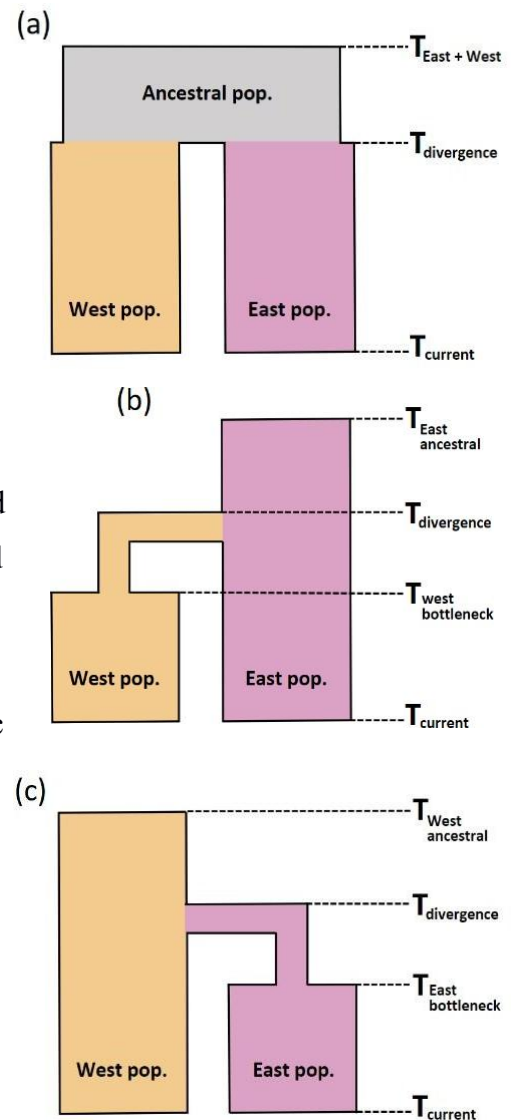 (a)
T East + West
Ancestral pop.
T divergence
West pop.
East pop.
T current
(b)
T East
ancestral
T divergence
T west
bottleneck
West pop.
East pop.
T current
(c)
T West
ancestral
T divergence
T East
bottleneck
West pop.
East pop.
T current